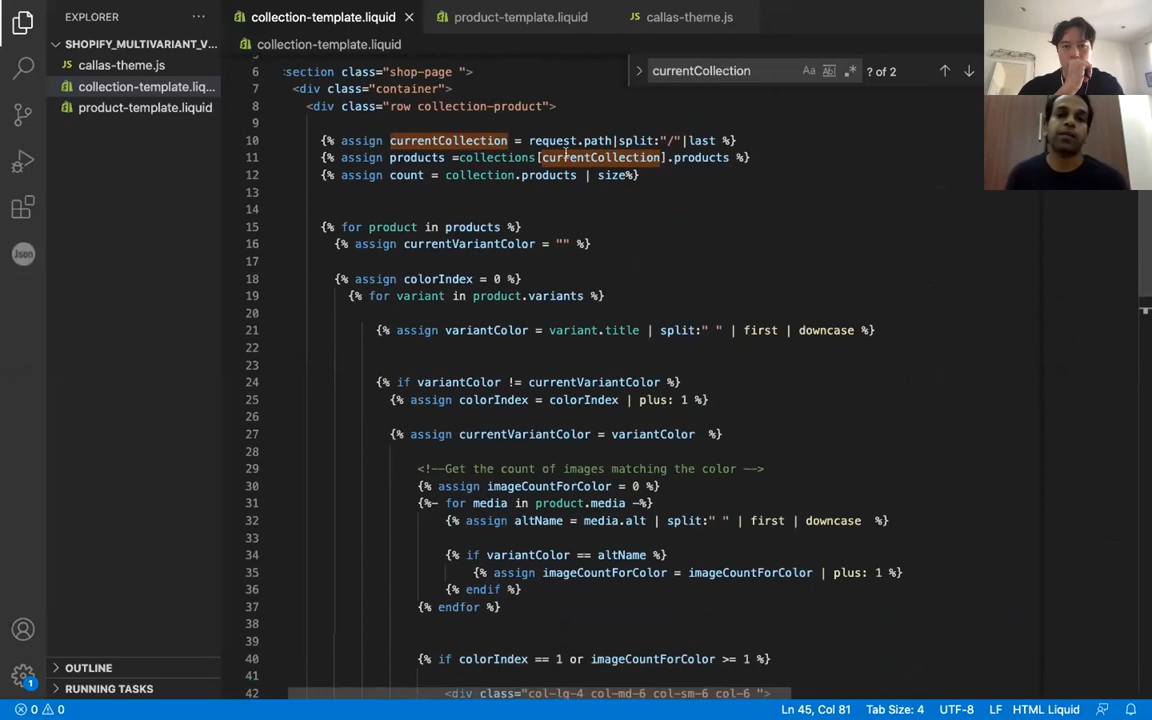 EXPLORER
SHOPIFY_MULTIVARIANT_V...
callas-theme.js
collection-template.liq...
product-template.liquid
OUTLINE
RUNNING TASKS
collection-template.liquid
product-template.liquid
callas-theme.js
collection-template.liquid
currentCollection
? of 2
6 section class="shop-page ">
7 <div class="container">
8 <div class="row collection-product">
9
10 {% assign currentCollection = request.path|split:"/"|last %}
11 {% assign products =collections[currentCollection].products %}
12 {% assign count = collection.products | size%}
13
14
15 {% for product in products %}
16 {% assign currentVariantColor = "" %}
17
18 {% assign colorIndex = 0 %}
19 {% for variant in product.variants %}
20
21 {% assign variantColor = variant.title | split:" " | first | downcase %}
22
23
24 {% if variantColor != currentVariantColor %}
25 {% assign colorIndex = colorIndex | plus: 1 %}
26
27 {% assign currentVariantColor = variantColor %}
28
29 <!--Get the count of images matching the color -->
30 {% assign imageCountForColor = 0 %}
31 {%- for media in product.media -%}
32 {% assign altName = media.alt | split:" " | first | downcase %}
33
34 {% if variantColor == altName %}
35 {% assign imageCountForColor = imageCountForColor | plus: 1 %}
36 {% endif %}
37 {% endfor %}
38
39
40 {% if colorIndex == 1 or imageCountForColor >= 1 %}
41
42 <div class="col-lg-4 col-md-6 col-sm-6 col-6 ">
Json
1
0 0
Ln 45, Col 81
Tab Size: 4
UTF-8
LF
HTML Liquid